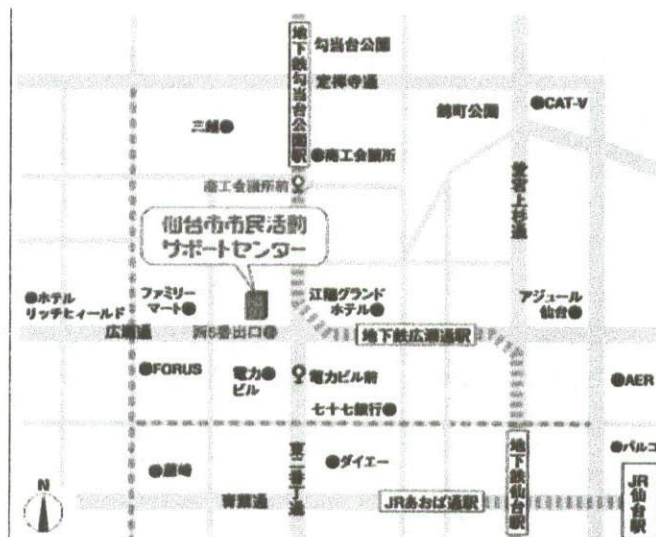 勾当台公園
地下鉄勾当台公園駅
定禅寺通
錦町公園
●CAT-V
三越●
●商工会議所
商工会議所前
愛宕上杉通
仙台市市民活動
サポートセンター
●ホテル
リッチヒィールド
ファミリー
マート●
江陽グランド
ホテル●
アジュール
仙台●
広瀬通
西5番出口
地下鉄広瀬通駅
●FORUS
電力●
ビル
電力ビル前
●AER
七十七銀行●
●藤崎
東二番丁通
●ダイエー
地下鉄仙台駅
●パルコ
N
青葉通
JRあおば通駅
JR
仙台駅